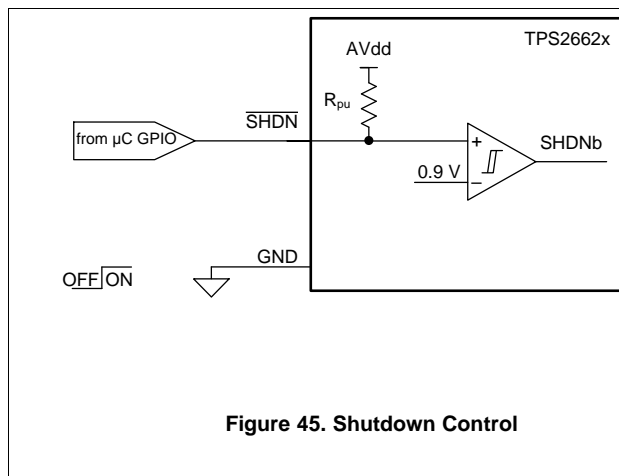 TPS2662x
AVdd
Rpu
SHDN
from µC GPIO
+
SHDNb
0.9 V
−
GND
OFF ON
Figure 45. Shutdown Control